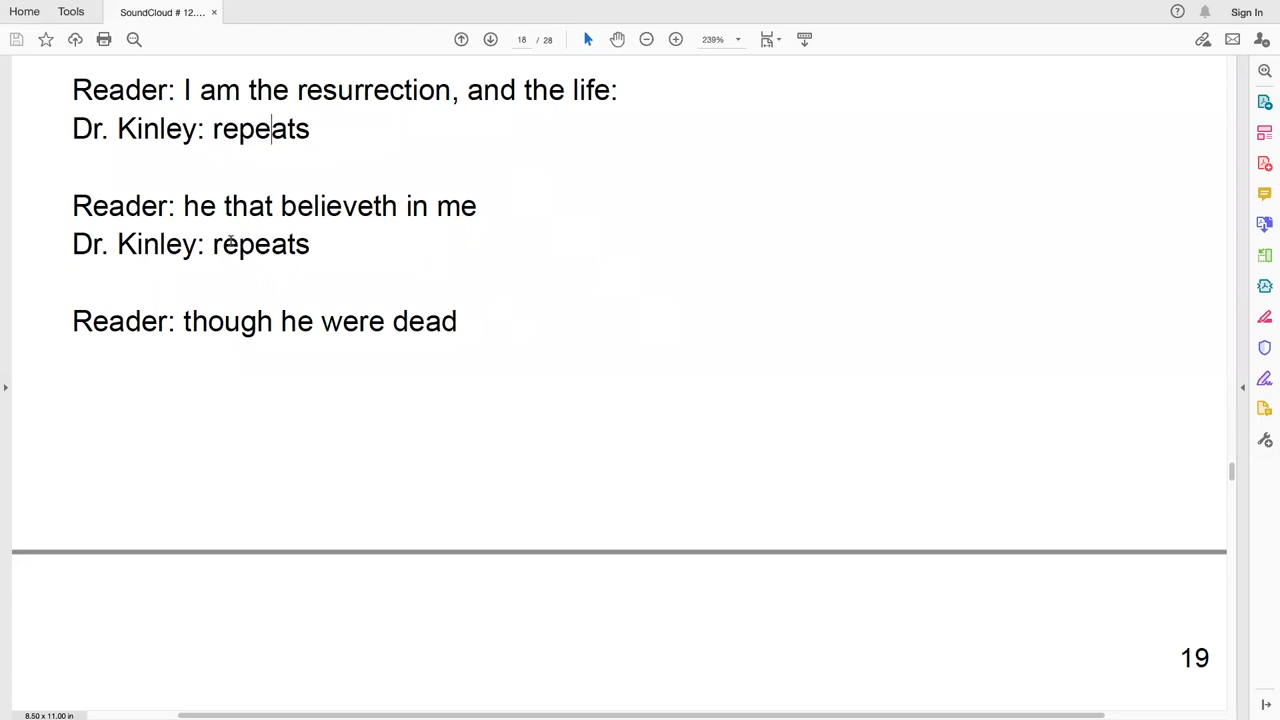 Home Tools SoundCloud # 12.... × Sign In
18 / 28 239%
Reader: I am the resurrection, and the life:
Dr. Kinley: repeats
Reader: he that believeth in me
Dr. Kinley: repeats
Reader: though he were dead
19
8.50 x 11.00 in